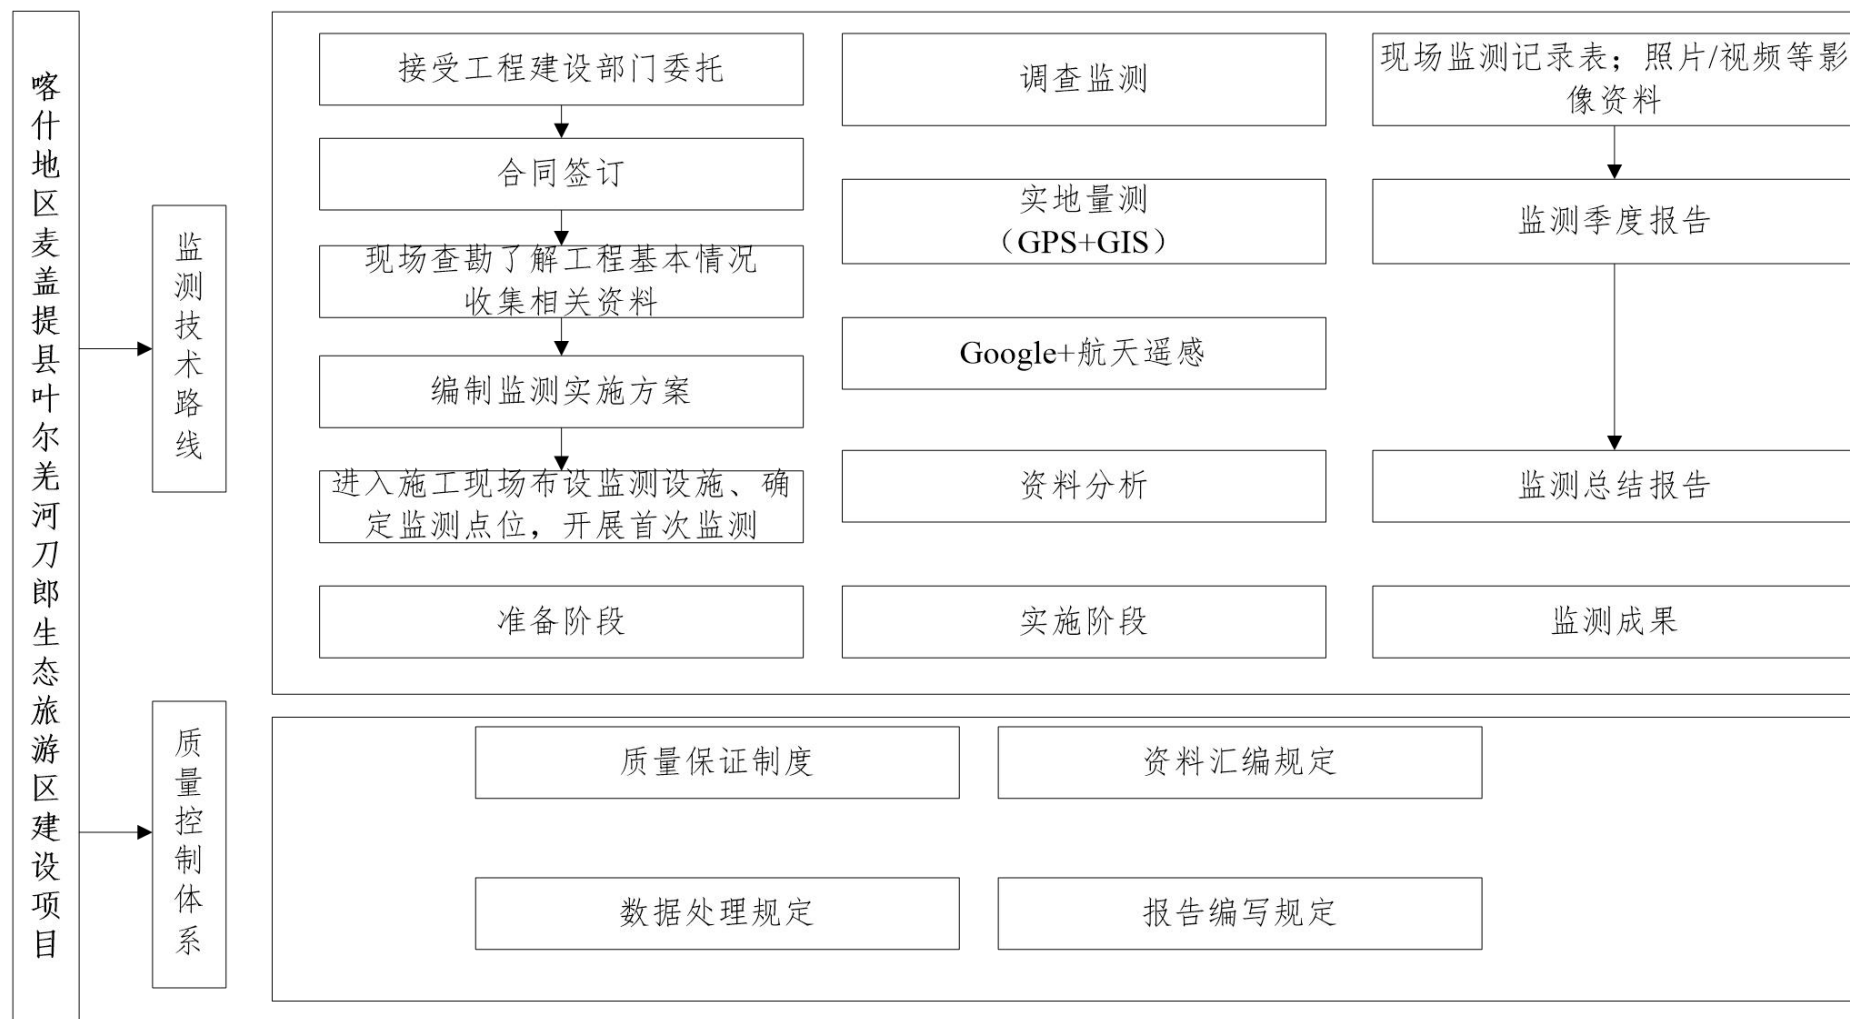 喀什地区麦盖提县叶尔羌河刀郎生态旅游区建设项目
监测技术路线
接受工程建设部门委托
合同签订
现场查勘了解工程基本情况
收集相关资料
编制监测实施方案
进入施工现场布设监测设施、确
定监测点位，开展首次监测
准备阶段
调查监测
实地量测
（GPS+GIS）
Google+航天遥感
资料分析
实施阶段
现场监测记录表；照片/视频等影
像资料
监测季度报告
监测总结报告
监测成果
质量控制体系
质量保证制度
资料汇编规定
数据处理规定
报告编写规定